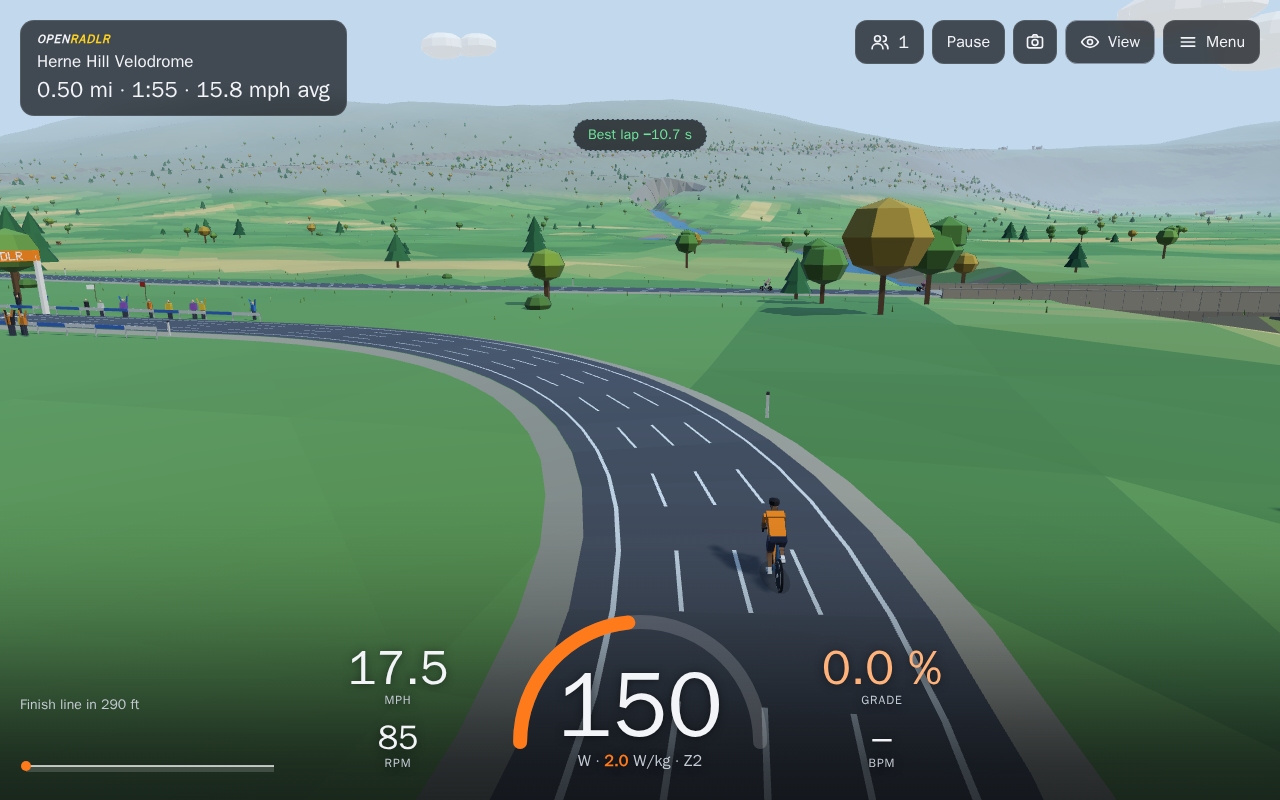 OPENRADLR
Herne Hill Velodrome
0.50 mi · 1:55 · 15.8 mph avg
1
Pause
View
Menu
Best lap −10.7 s
DLR
17.5
MPH
85
RPM
150
W · 2.0 W/kg · Z2
0.0 %
GRADE
–
BPM
Finish line in 290 ft